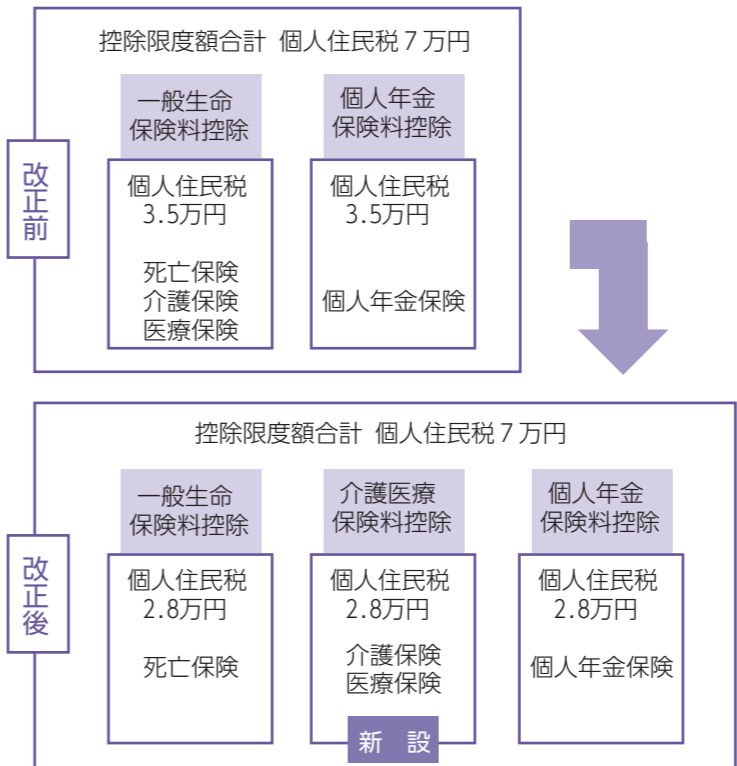 控除限度額合計 個人住民税7万円
改正前
一般生命
保険料控除
個人住民税
3.5万円
死亡保険
介護保険
医療保険
個人年金
保険料控除
個人住民税
3.5万円
個人年金保険
控除限度額合計 個人住民税7万円
改正後
一般生命
保険料控除
個人住民税
2.8万円
死亡保険
介護医療
保険料控除
個人住民税
2.8万円
介護保険
医療保険
新 設
個人年金
保険料控除
個人住民税
2.8万円
個人年金保険